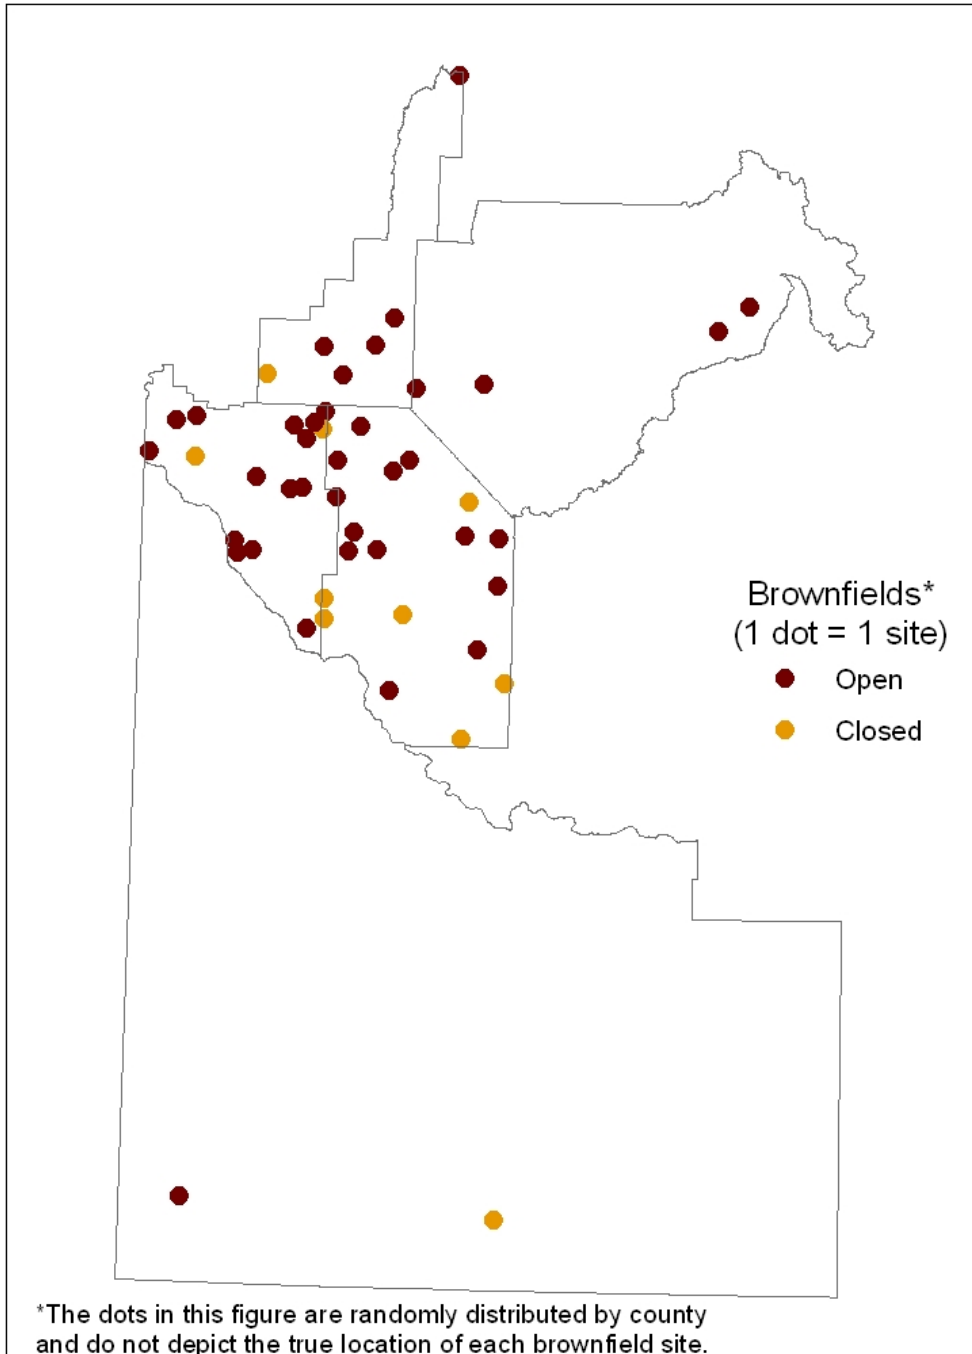 Brownfields*
(1 dot = 1 site)
Open
Closed
*The dots in this figure are randomly distributed by county
and do not depict the true location of each brownfield site.